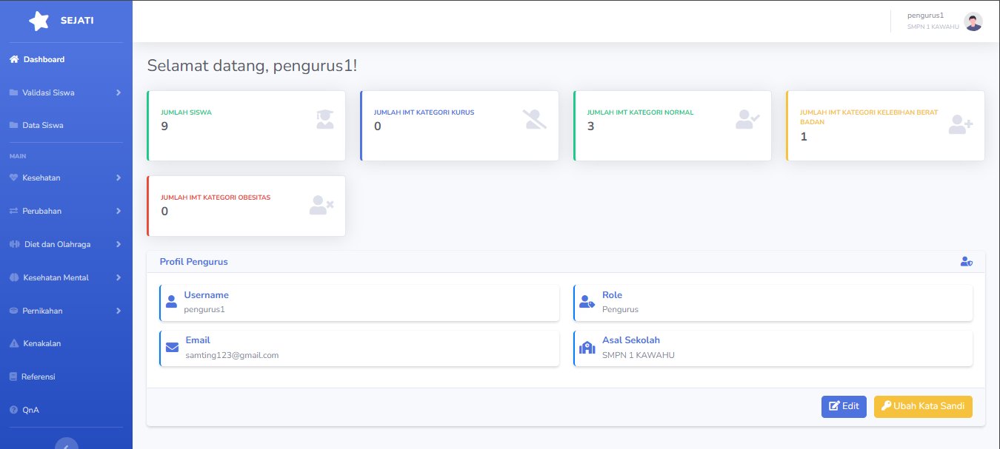 SEJATI
Dashboard
Validasi Siswa
Data Siswa
MAIN
Kesehatan
Perubahan
Diet dan Olahraga
Kesehatan Mental
Pernikahan
Kenakalan
Referensi
QnA
pengurus1
SMPN 1 KAWAHU
Selamat datang, pengurus1!
JUMLAH SISWA
9
JUMLAH IMT KATEGORI KURUS
0
JUMLAH IMT KATEGORI NORMAL
3
JUMLAH IMT KATEGORI KELEBIHAN BERAT
BADAN
1
JUMLAH IMT KATEGORI OBESITAS
0
Profil Pengurus
Username
pengurus1
Role
Pengurus
Email
samting123@gmail.com
Asal Sekolah
SMPN 1 KAWAHU
Edit
Ubah Kata Sandi